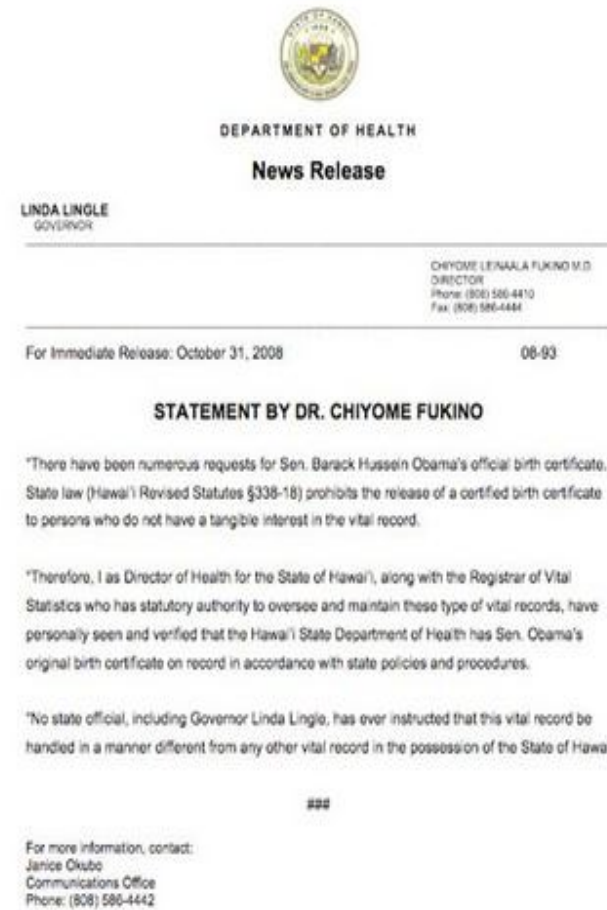 DEPARTMENT OF HEALTH
News Release
LINDA LINGLE
GOVERNOR
CHIYOME LEINAALA FUKINO M.D.
DIRECTOR
Phone: (808) 586-4410
Fax: (808) 586-4444
For Immediate Release: October 31, 2008 08-93
STATEMENT BY DR. CHIYOME FUKINO
"There have been numerous requests for Sen. Barack Hussein Obama's official birth certificate.
State law (Hawai'i Revised Statutes §338-18) prohibits the release of a certified birth certificate
to persons who do not have a tangible interest in the vital record.
"Therefore, I as Director of Health for the State of Hawai'i, along with the Registrar of Vital
Statistics who has statutory authority to oversee and maintain these type of vital records, have
personally seen and verified that the Hawai'i State Department of Health has Sen. Obama's
original birth certificate on record in accordance with state policies and procedures.
"No state official, including Governor Linda Lingle, has ever instructed that this vital record be
handled in a manner different from any other vital record in the possession of the State of Hawa
###
For more information, contact:
Janice Okubo
Communications Office
Phone: (808) 586-4442